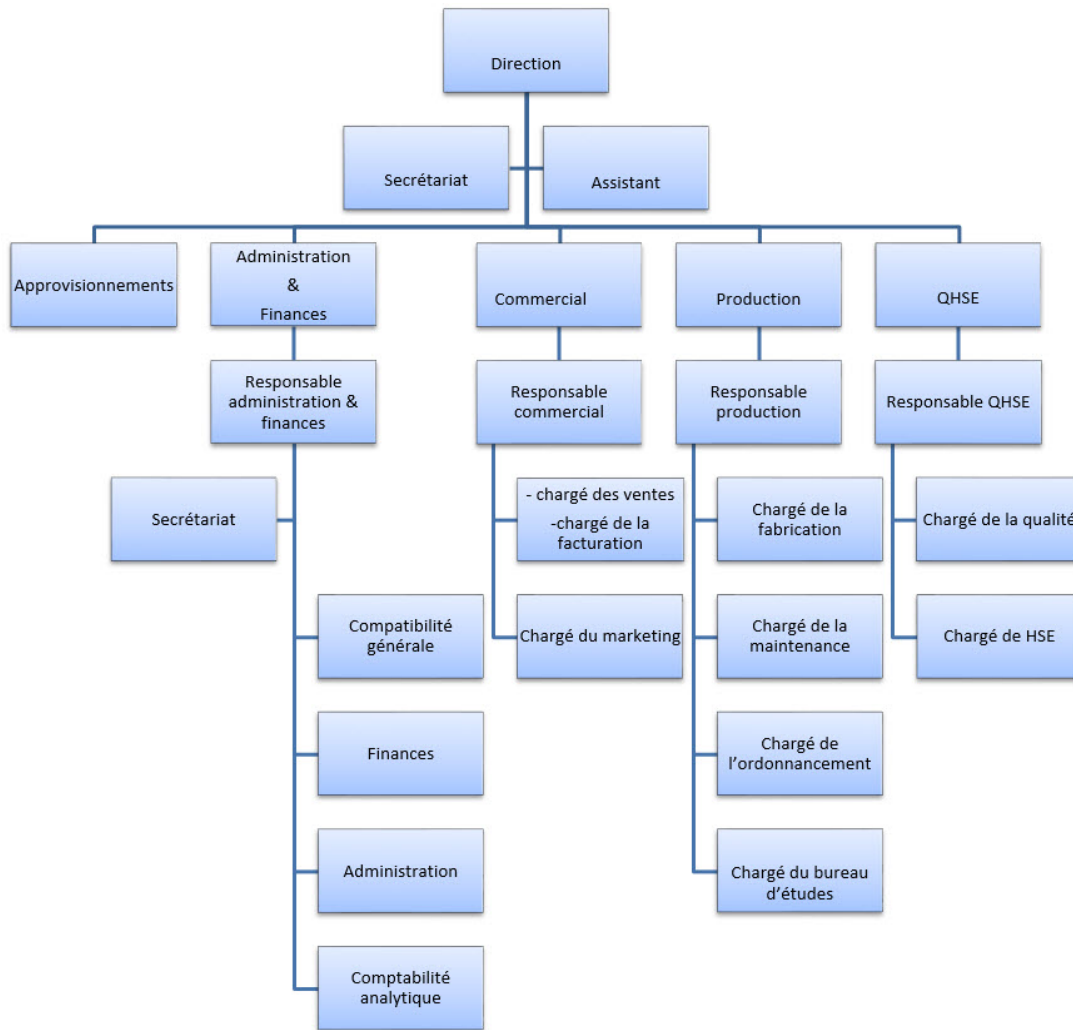 Direction
Secrétariat
Assistant
Approvisionnements
Administration
&
Finances
Commercial
Production
QHSE
Responsable
administration &
finances
Responsable
commercial
Responsable
production
Responsable QHSE
Secrétariat
- chargé des ventes
-chargé de la
facturation
Chargé de la
fabrication
Chargé de la qualité
Compatibilité
générale
Chargé du marketing
Chargé de la
maintenance
Chargé de HSE
Finances
Chargé de
l’ordonnancement
Administration
Chargé du bureau
d’études
Comptabilité
analytique